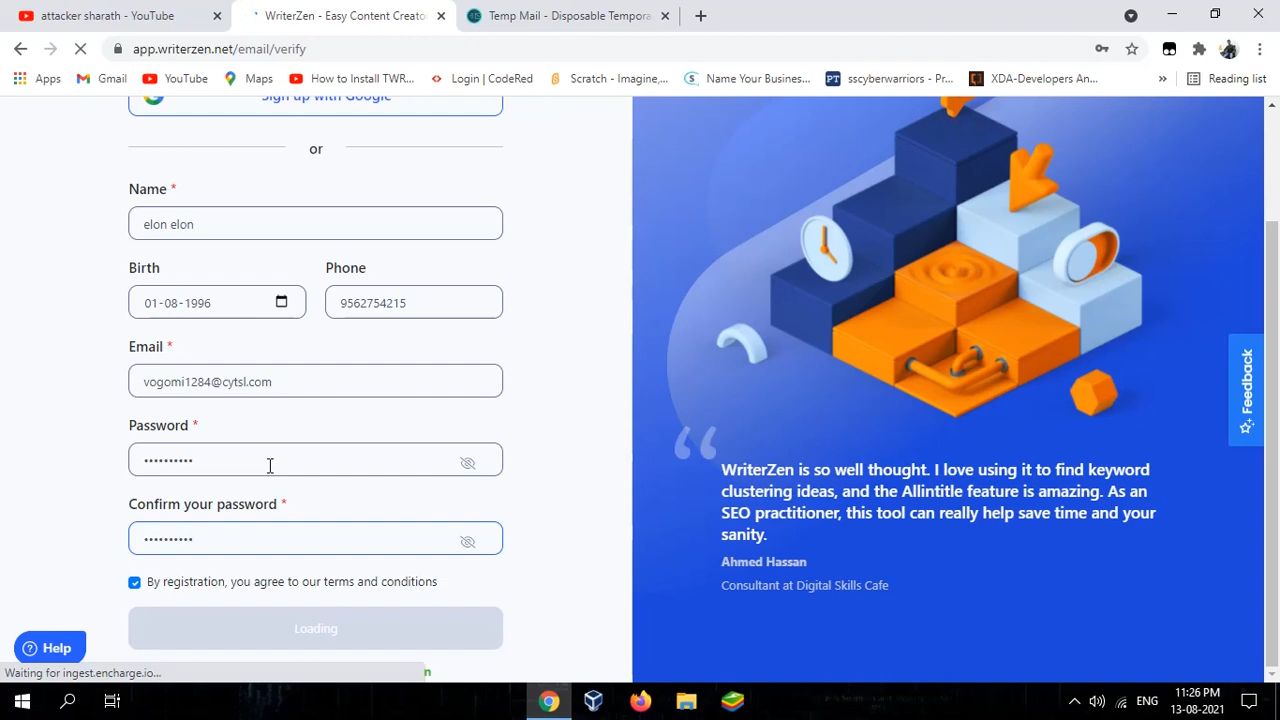 attacker sharath - YouTube
WriterZen - Easy Content Creato
Temp Mail - Disposable Tempora
app.writerzen.net/email/verify
Apps
Gmail
YouTube
Maps
How to Install TWR...
Login | CodeRed
Scratch - Imagine,...
Name Your Business...
sscyberwarriors - Pr...
XDA-Developers An...
»
Reading list
Sign up with Google
or
Name *
elon elon
Birth
Phone
01-08-1996
9562754215
Email *
vogomi1284@cytsl.com
Password *
••••••••••
Confirm your password *
••••••••••
By registration, you agree to our terms and conditions
Loading
Help
Waiting for ingest.encharge.io...
WriterZen is so well thought. I love using it to find keyword
clustering ideas, and the Allintitle feature is amazing. As an
SEO practitioner, this tool can really help save time and your
sanity.
Ahmed Hassan
Consultant at Digital Skills Cafe
Feedback
ENG
11:26 PM
13-08-2021